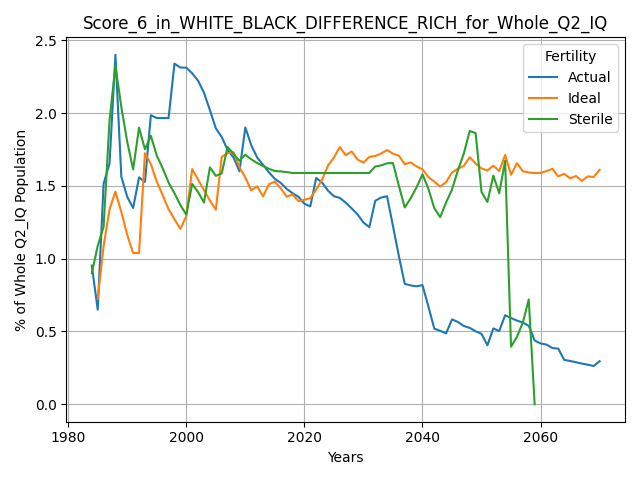 Score_6_in_WHITE_BLACK_DIFFERENCE_RICH_for_Whole_Q2_IQ
2.5
2.0
1.5
1.0
0.5
0.0
% of Whole Q2_IQ Population
Fertility
Actual
Ideal
Sterile
1980
2000
2020
2040
2060
Years